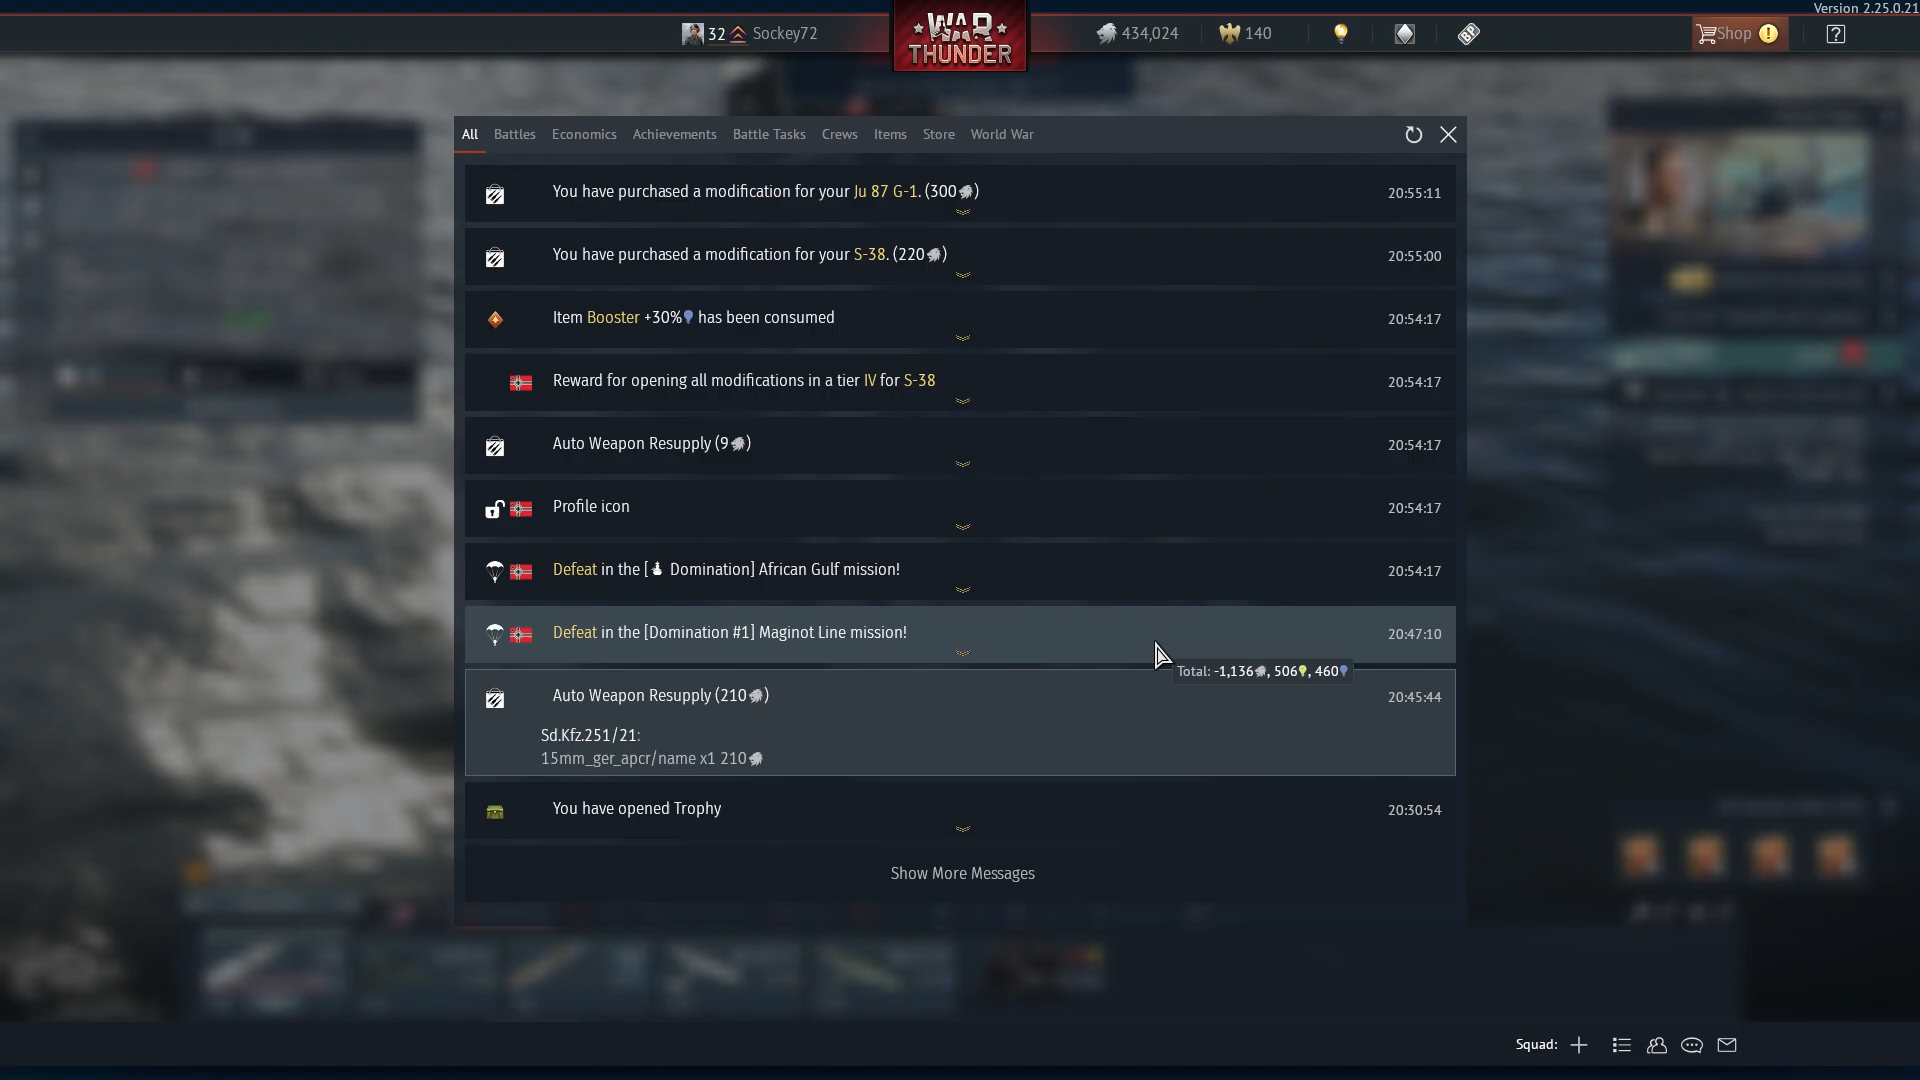 Version 2.25.0.21
32 Sockey72
WAR
THUNDER
434,024
140
BP
Shop !
?
All Battles Economics Achievements Battle Tasks Crews Items Store World War
You have purchased a modification for your Ju 87 G-1. (300)
20:55:11
You have purchased a modification for your S-38. (220)
20:55:00
Item Booster +30% has been consumed
20:54:17
Reward for opening all modifications in a tier IV for S-38
20:54:17
Auto Weapon Resupply (9)
20:54:17
Profile icon
20:54:17
Defeat in the [ Domination] African Gulf mission!
20:54:17
Defeat in the [Domination #1] Maginot Line mission!
20:47:10
Total: -1,136, 506, 460
Auto Weapon Resupply (210)
20:45:44
Sd.Kfz.251/21:
15mm_ger_apcr/name x1 210
You have opened Trophy
20:30:54
Show More Messages
Squad: